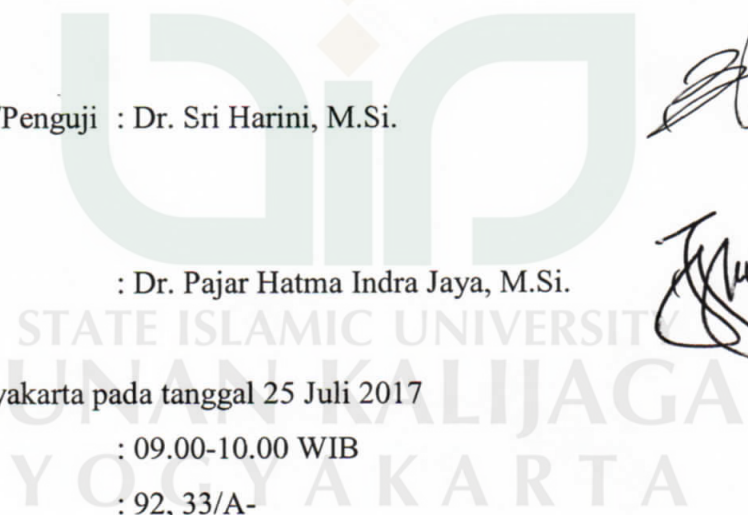 /Penguji : Dr. Sri Harini, M.Si.
: Dr. Pajar Hatma Indra Jaya, M.Si.
STATE ISLAMIC UNIVERSITY
UNAN KALIJAGA
yakarta pada tanggal 25 Juli 2017
: 09.00-10.00 WIB
YOGYAKARTA
: 92, 33/A-